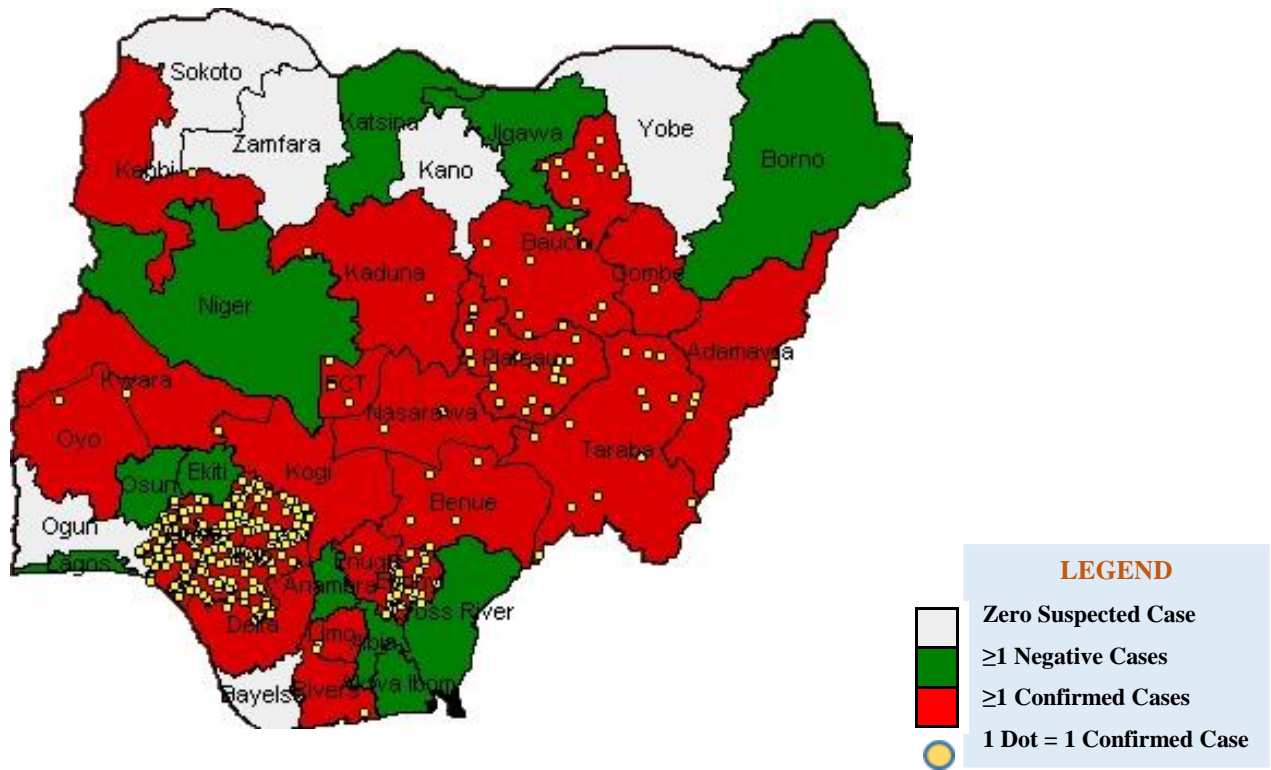 Sokoto
Katsina
Zamfara
Jigawa
Yobe
Kebbi
Kano
Borno
Bauchi
Kaduna
Gombe
Niger
Plateau
Adamawa
Kwara
FCT
Nasarawa
Oyo
Taraba
Kogi
Ekiti
Osun
Benue
Ogun
Lagos
Enugu
Anambra
Cross River
Delta
Imo
Abia
Bayelsa
Rivers
Akwa Ibom
LEGEND
Zero Suspected Case
≥1 Negative Cases
≥1 Confirmed Cases
1 Dot = 1 Confirmed Case